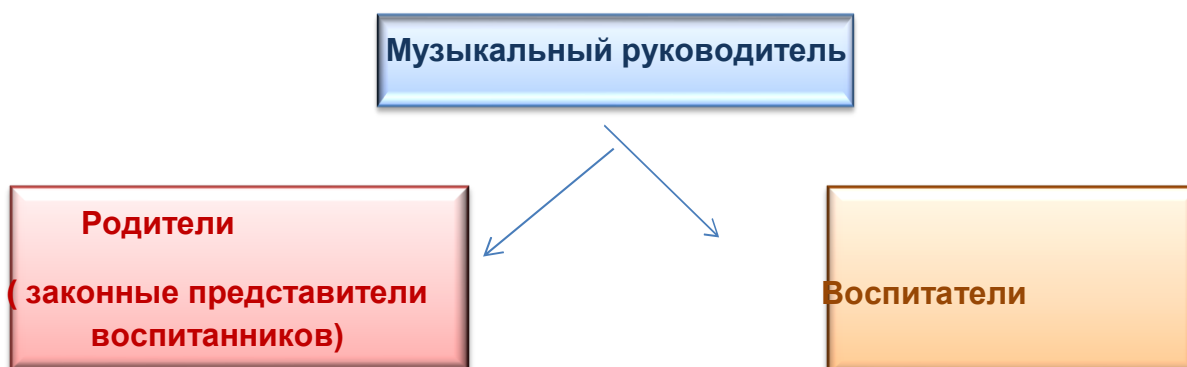 Музыкальный руководитель
Родители
( законные представители
воспитанников)
Воспитатели